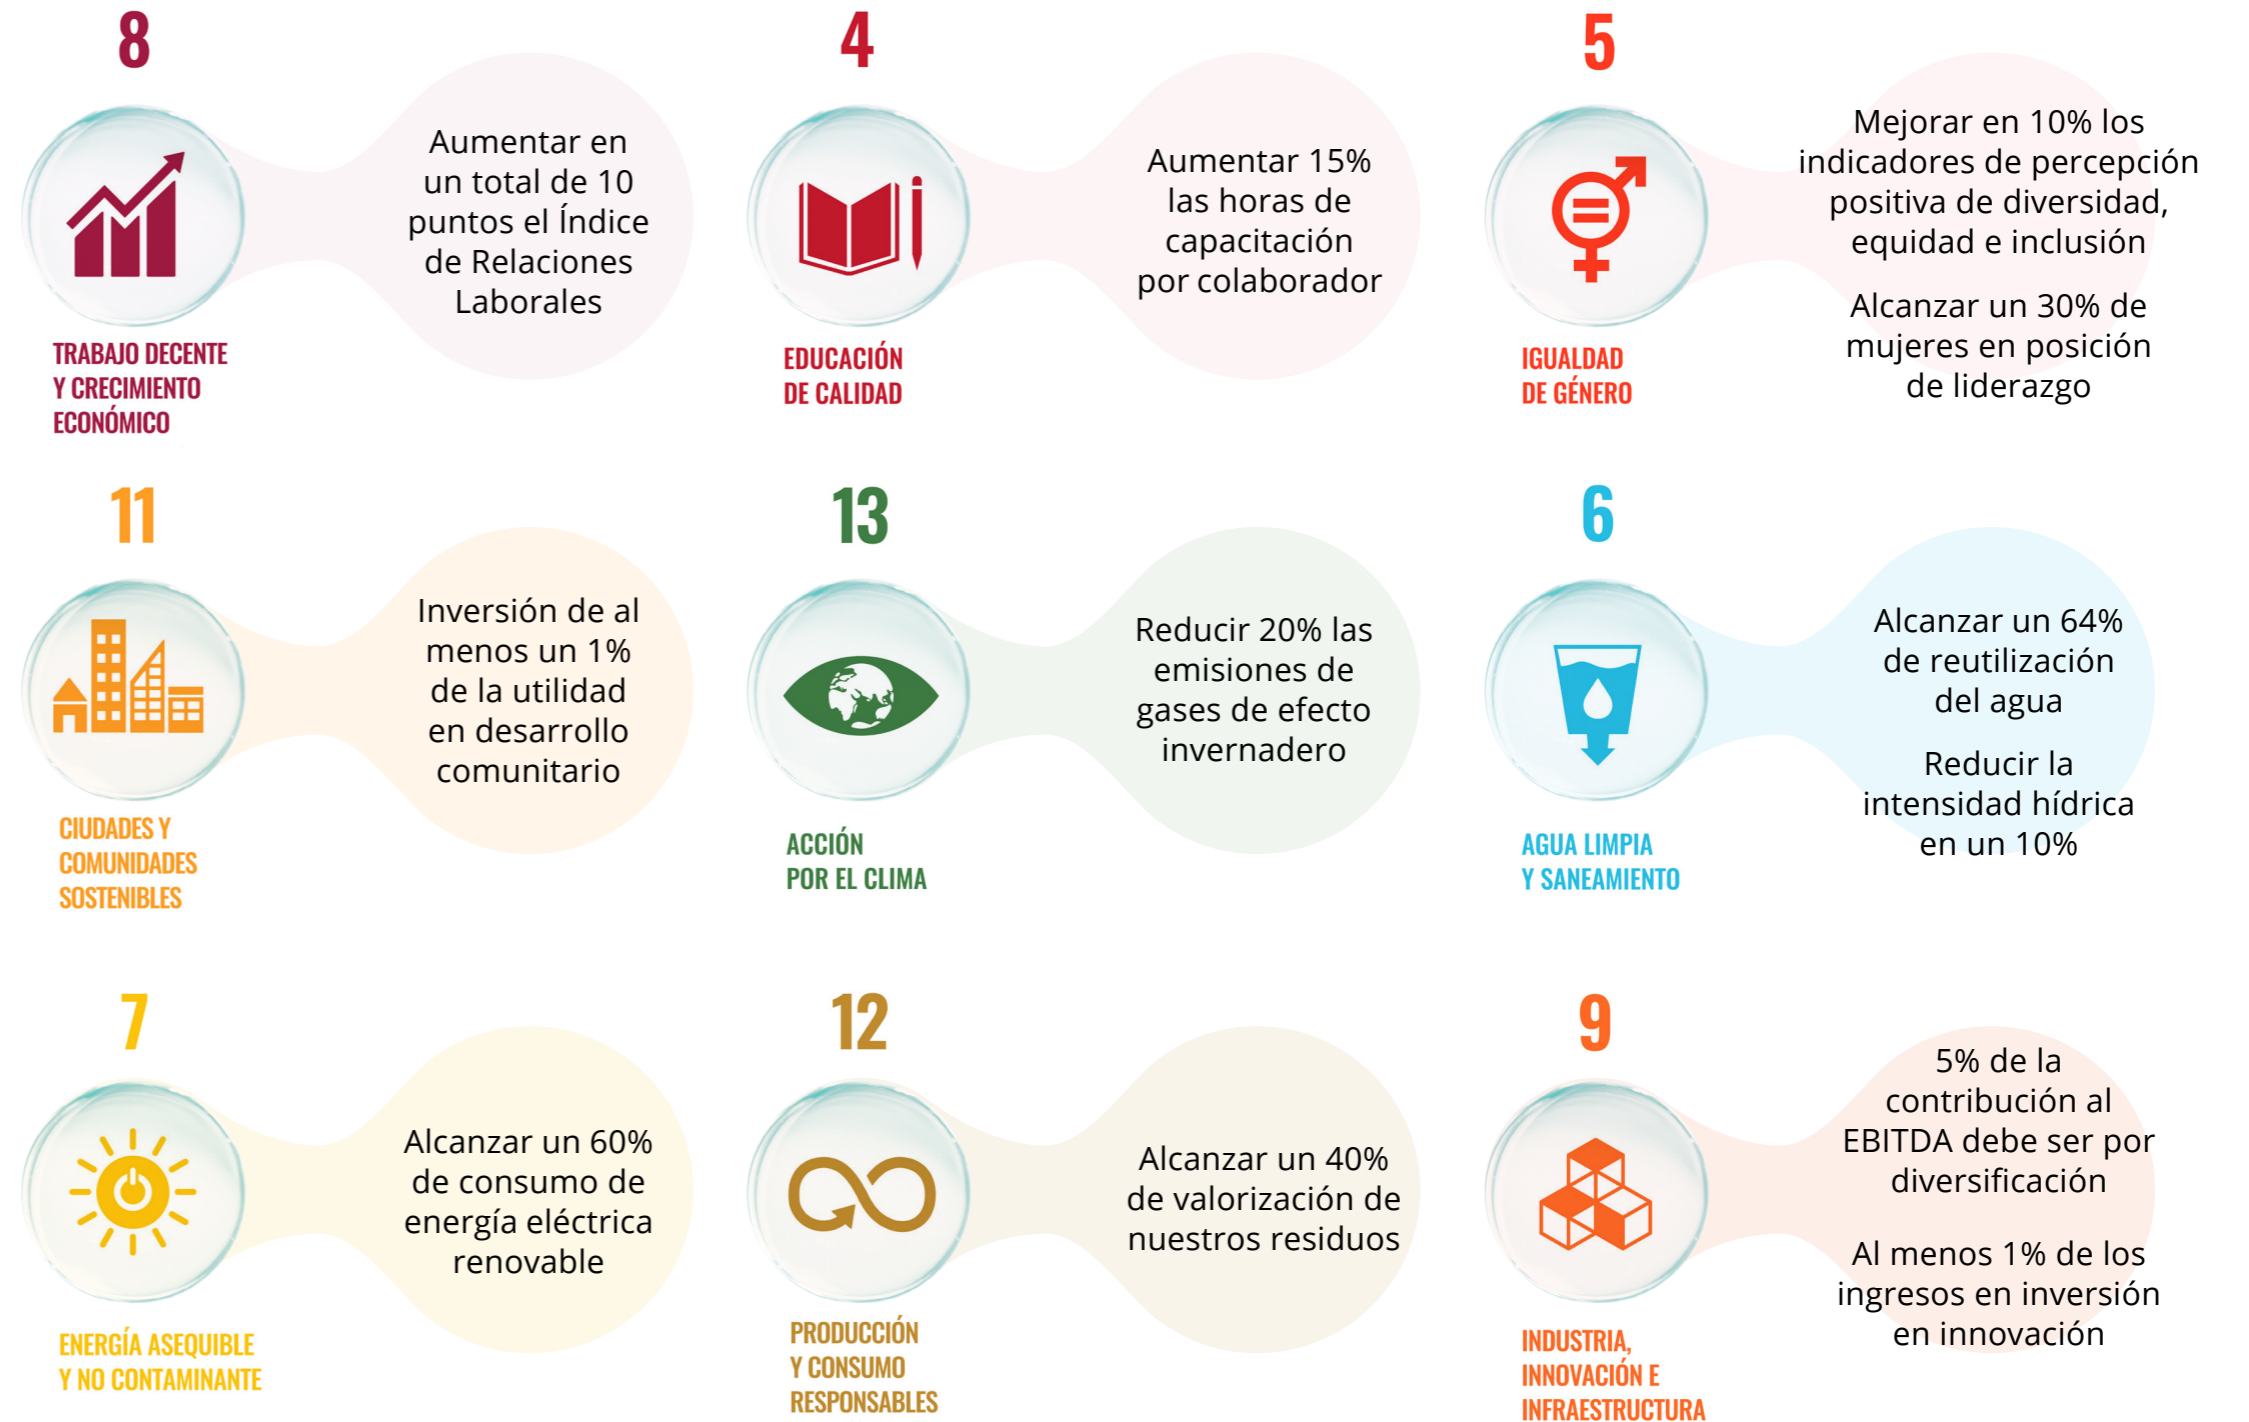 8
Aumentar en
un total de 10
puntos el Índice
de Relaciones
Laborales
TRABAJO DECENTE
Y CRECIMIENTO
ECONÓMICO
4
Aumentar 15%
las horas de
capacitación
por colaborador
EDUCACIÓN
DE CALIDAD
5
Mejorar en 10% los
indicadores de percepción
positiva de diversidad,
equidad e inclusión
Alcanzar un 30% de
mujeres en posición
de liderazgo
IGUALDAD
DE GÉNERO
11
Inversión de al
menos un 1%
de la utilidad
en desarrollo
comunitario
CIUDADES Y
COMUNIDADES
SOSTENIBLES
13
Reducir 20% las
emisiones de
gases de efecto
invernadero
ACCIÓN
POR EL CLIMA
6
Alcanzar un 64%
de reutilización
del agua
Reducir la
intensidad hídrica
en un 10%
AGUA LIMPIA
Y SANEAMIENTO
7
Alcanzar un 60%
de consumo de
energía eléctrica
renovable
ENERGÍA ASEQUIBLE
Y NO CONTAMINANTE
12
Alcanzar un 40%
de valorización de
nuestros residuos
PRODUCCIÓN
Y CONSUMO
RESPONSABLES
9
5% de la
contribución al
EBITDA debe ser por
diversificación
Al menos 1% de los
ingresos en inversión
en innovación
INDUSTRIA,
INNOVACIÓN E
INFRAESTRUCTURA